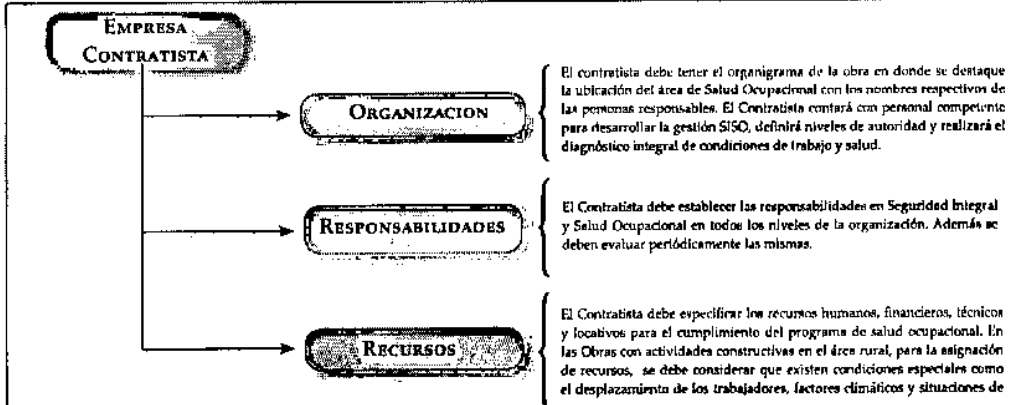 EMPRESA
CONTRATISTA
ORGANIZACION
El contratista debe tener el organigrama de la obra en donde se destaque
la ubicación del área de Salud Ocupacional con los nombres respectivos de
las personas responsables. El Contratista contará con personal competente
para desarrollar la gestión SISO, definirá niveles de autoridad y realizará el
diagnóstico integral de condiciones de trabajo y salud.
RESPONSABILIDADES
El Contratista debe establecer las responsabilidades en Seguridad Integral
y Salud Ocupacional en todos los niveles de la organización. Además se
deben evaluar periódicamente las mismas.
RECURSOS
El Contratista debe especificar los recursos humanos, financieros, técnicos
y locativos para el cumplimiento del programa de salud ocupacional. En
las Obras con actividades constructivas en el área rural, para la asignación
de recursos, se debe considerar que existen condiciones especiales como
el desplazamiento de los trabajadores, factores climáticos y situaciones de